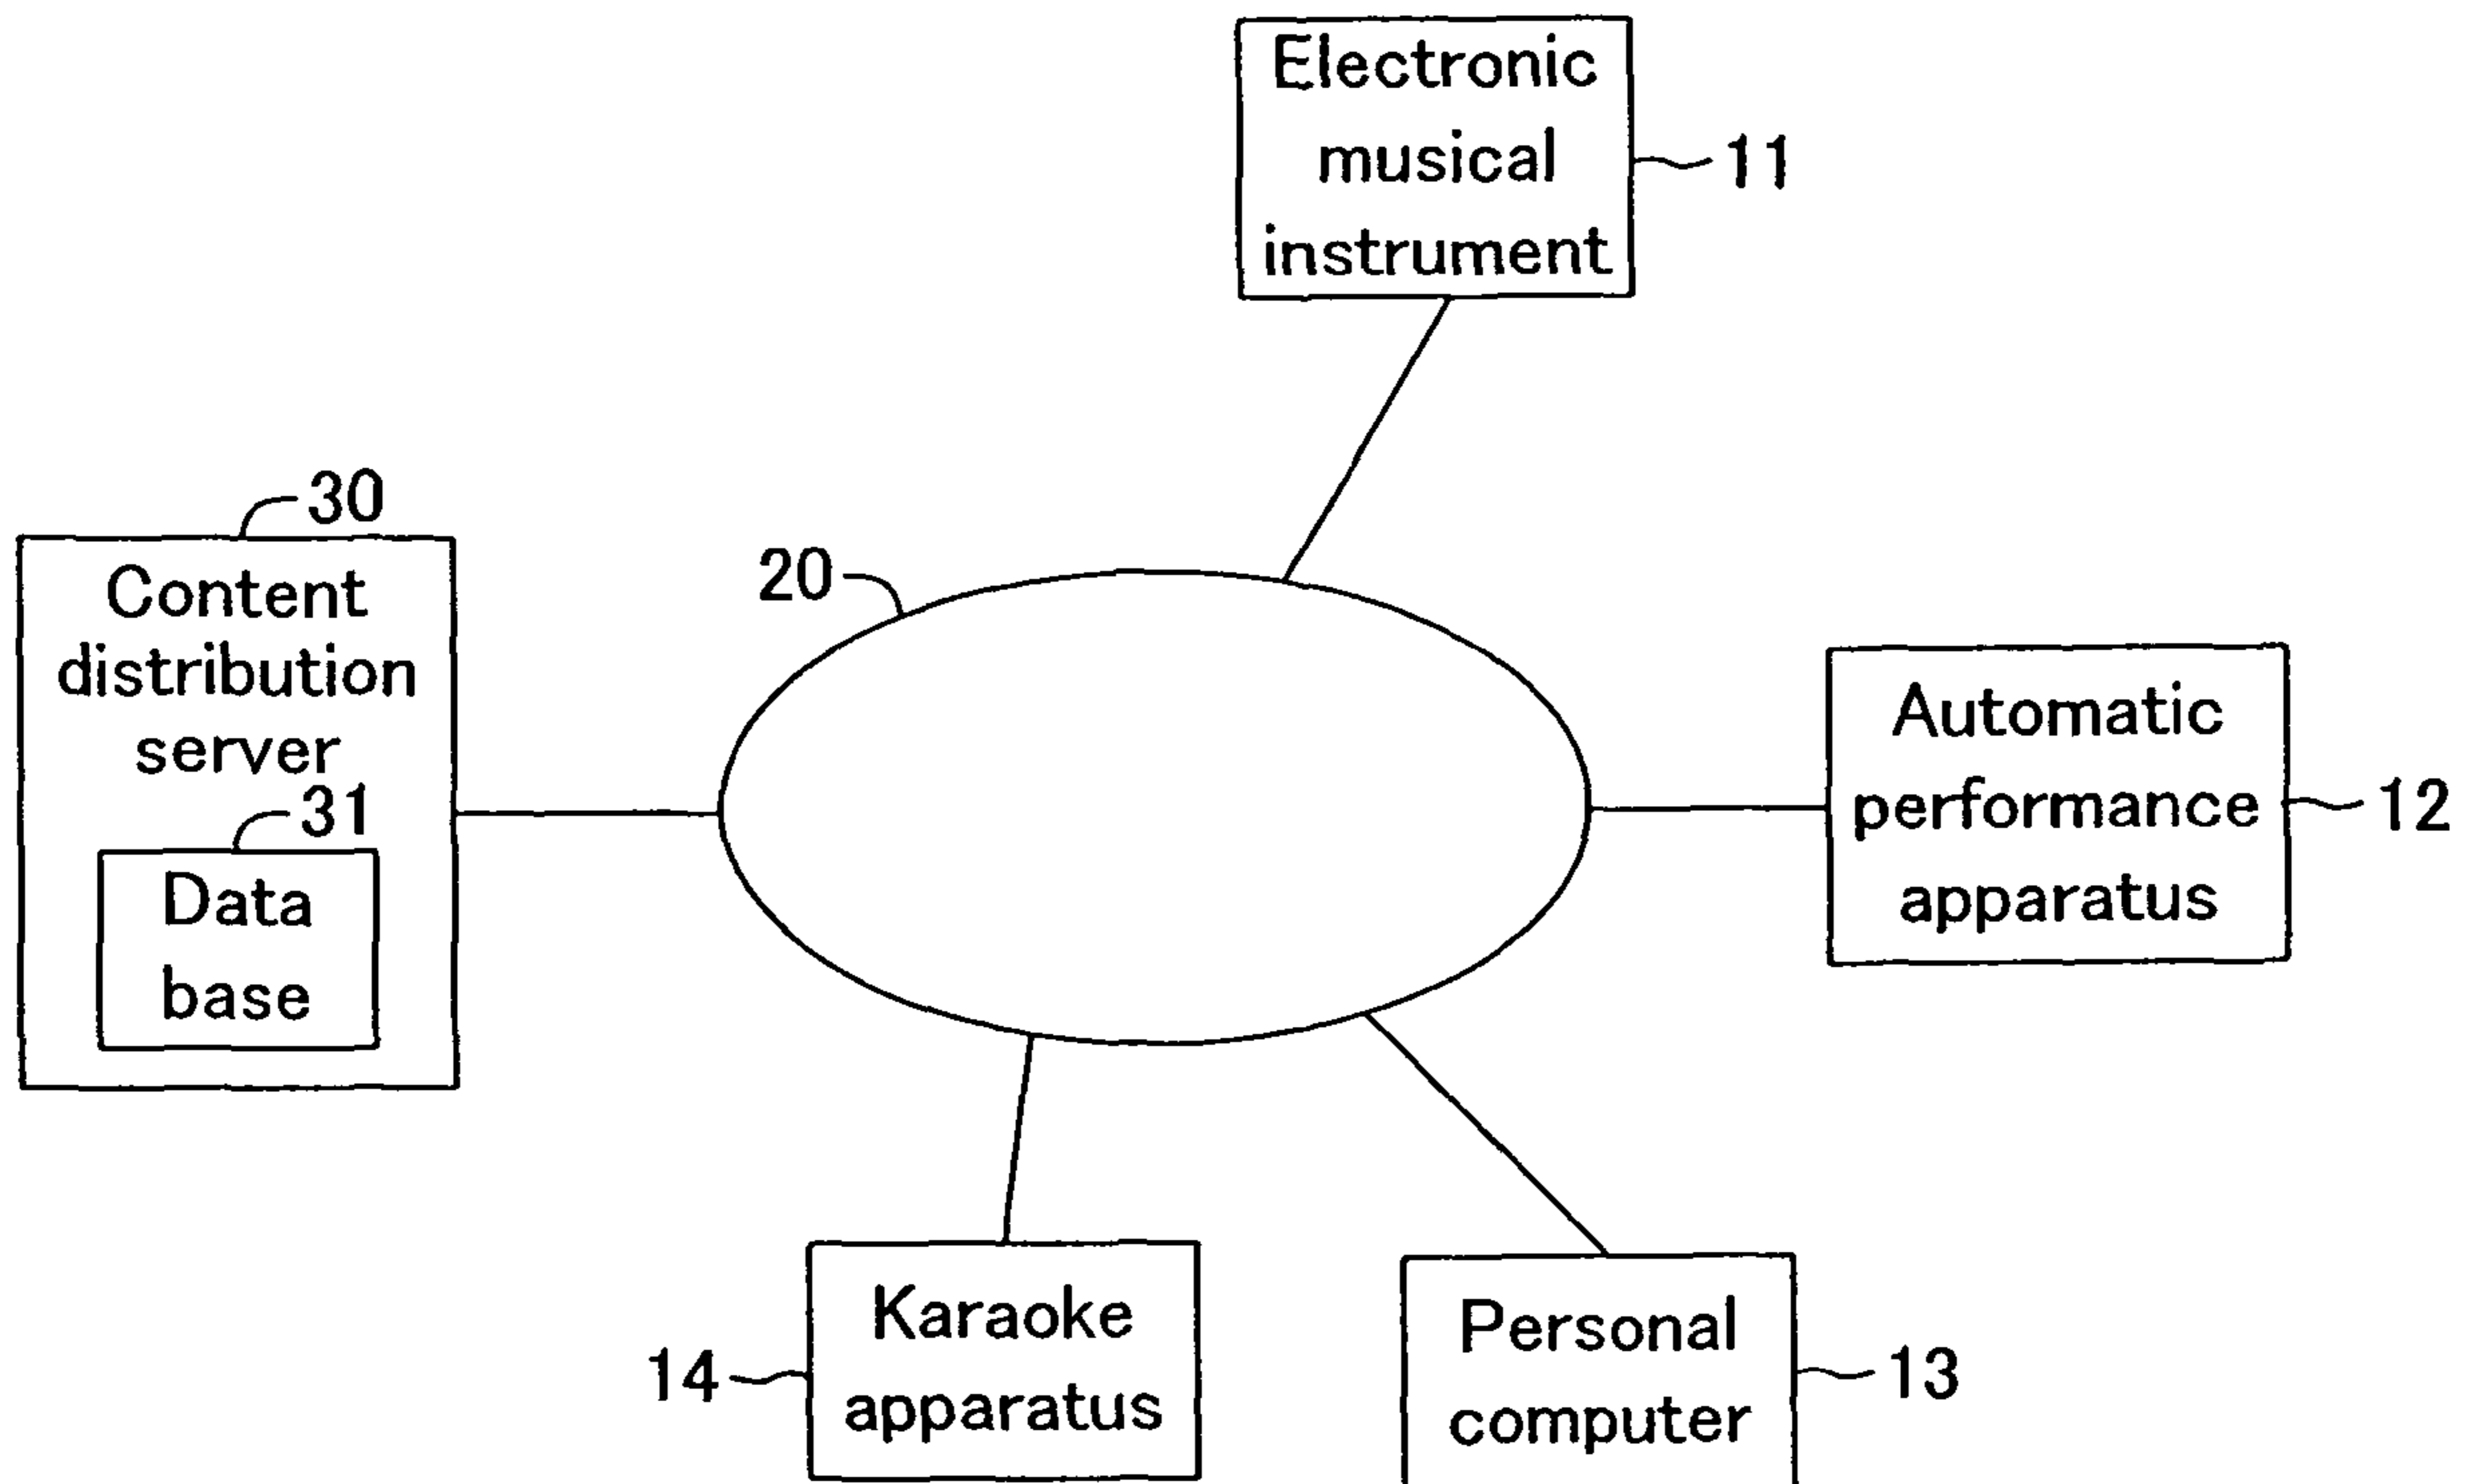 Electronic
musical
instrument
11
30
Content
distribution
server
31
Data
base
20
Automatic
performance
apparatus
12
Karaoke
apparatus
14
Personal
computer
13